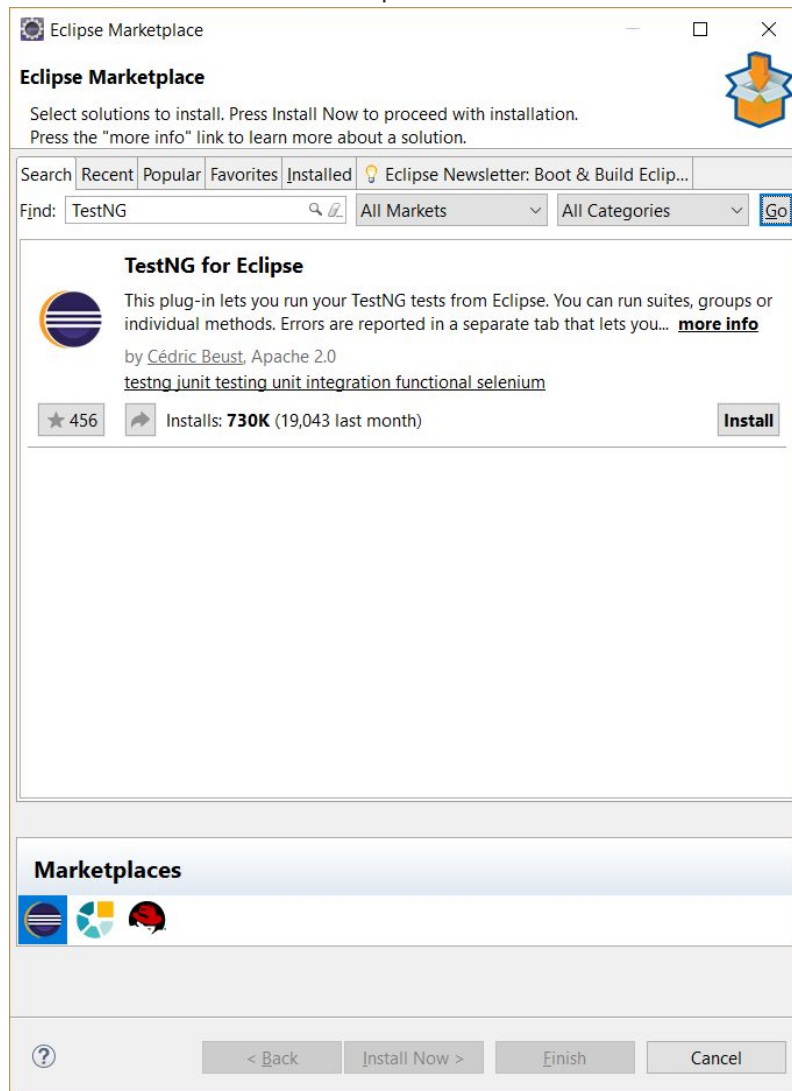 Eclipse Marketplace
Eclipse Marketplace
Select solutions to install. Press Install Now to proceed with installation.
Press the "more info" link to learn more about a solution.
Search Recent Popular Favorites Installed Eclipse Newsletter: Boot & Build Eclip...
Find: TestNG All Markets All Categories Go
TestNG for Eclipse
This plug-in lets you run your TestNG tests from Eclipse. You can run suites, groups or
individual methods. Errors are reported in a separate tab that lets you... more info
by Cédric Beust, Apache 2.0
testng junit testing unit integration functional selenium
456 Installs: 730K (19,043 last month) Install
Marketplaces
? < Back Install Now > Finish Cancel